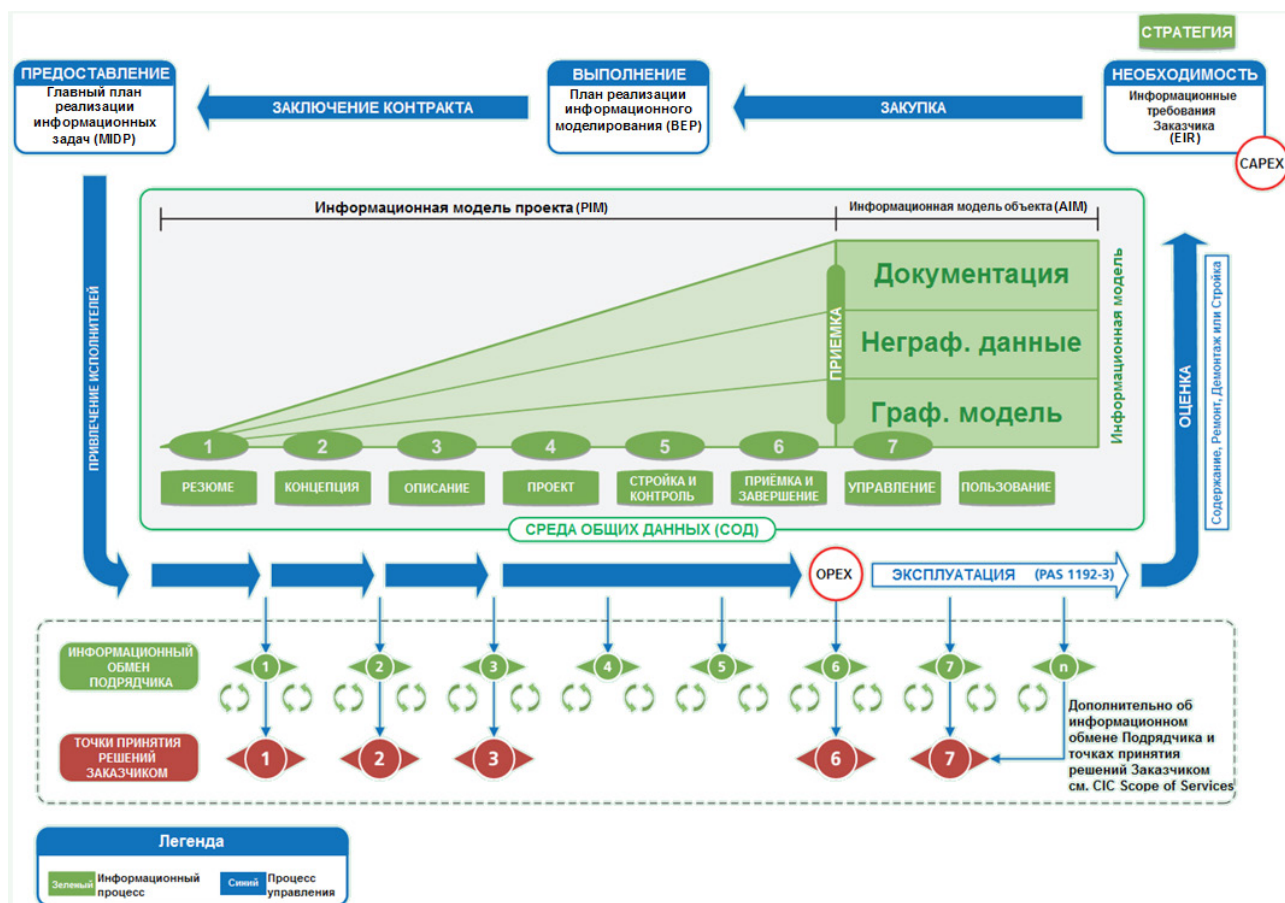 СТРАТЕГИЯ
ПРЕДОСТАВЛЕНИЕ
Главный план
реализации
информационных
задач (MIDP)
ЗАКЛЮЧЕНИЕ КОНТРАКТА
ВЫПОЛНЕНИЕ
План реализации
информационного
моделирования (BEP)
ЗАКУПКА
НЕОБХОДИМОСТЬ
Информационные
требования
Заказчика
(EIR)
CAPEX
ПРИВЛЕЧЕНИЕ ИСПОЛНИТЕЛЕЙ
Информационная модель проекта (PIM)
Информационная модель объекта (AIM)
Документация
Неграф. данные
Граф. модель
ПРИЕМКА
Информационная модель
ОЦЕНКА
Содержание, Ремонт, Демонтаж или Стройка
1 2 3 4 5 6 7
РЕЗЮМЕ
КОНЦЕПЦИЯ
ОПИСАНИЕ
ПРОЕКТ
СТРОЙКА И
КОНТРОЛЬ
ПРИЁМКА И
ЗАВЕРШЕНИЕ
УПРАВЛЕНИЕ
ПОЛЬЗОВАНИЕ
СРЕДА ОБЩИХ ДАННЫХ (СОД)
OPEX
ЭКСПЛУАТАЦИЯ (PAS 1192-3)
ИНФОРМАЦИОННЫЙ
ОБМЕН
ПОДРЯДЧИКА
1 2 3 4 5 6 7 n
ТОЧКИ ПРИНЯТИЯ
РЕШЕНИЙ
ЗАКАЗЧИКОМ
1 2 3 6 7
Дополнительно об
информационном
обмене Подрядчика и
точках принятия
решений Заказчиком
см. CIC Scope of Services
Легенда
Зеленый
Информационный
процесс
Синий
Процесс
управления